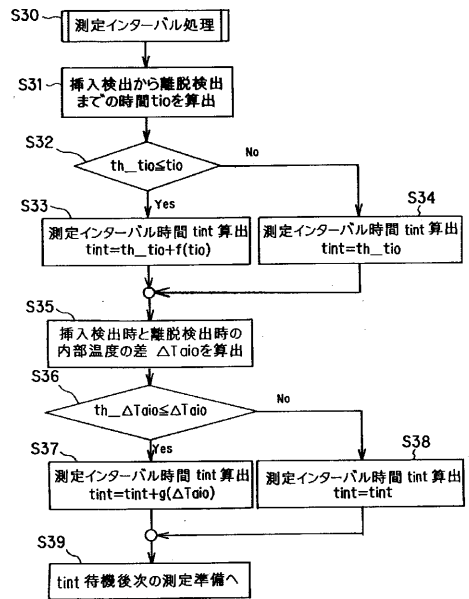 S30
測定インターバル処理
S31
挿入検出から離脱検出
までの時間tioを算出
S32
th_tio≦tio
No
Yes
S33
測定インターバル時間 tint 算出
tint=th_tio+f(tio)
S34
測定インターバル時間 tint 算出
tint=th_tio
S35
挿入検出時と離脱検出時の
内部温度の差 △Taioを算出
S36
th_△Taio≦△Taio
No
Yes
S37
測定インターバル時間 tint 算出
tint=tint+g(△Taio)
S38
測定インターバル時間 tint 算出
tint=tint
S39
tint 待機後次の測定準備へ